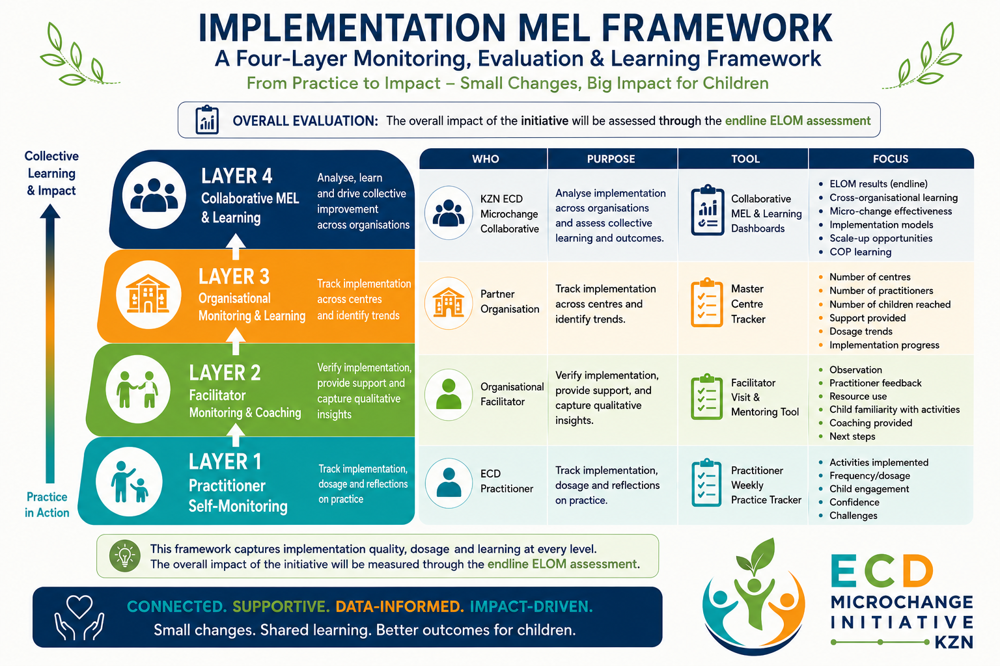 IMPLEMENTATION MEL FRAMEWORK
A Four-Layer Monitoring, Evaluation & Learning Framework
From Practice to Impact – Small Changes, Big Impact for Children
OVERALL EVALUATION: The overall impact of the initiative will be assessed through the endline ELOM assessment
Collective
Learning
& Impact
Practice
in Action
LAYER 4
Collaborative MEL
& Learning
Analyse, learn
and drive collective
improvement
across organisations
LAYER 3
Organisational
Monitoring & Learning
Track implementation
across centres
and identify trends
LAYER 2
Facilitator
Monitoring & Coaching
Verify implementation,
provide support and
capture qualitative
insights
LAYER 1
Practitioner
Self-Monitoring
Track implementation,
dosage and reflections
on practice
WHO
PURPOSE
TOOL
FOCUS
KZN ECD
Microchange
Collaborative
Analyse implementation
across organisations
and assess collective
learning and outcomes.
Collaborative
MEL & Learning
Dashboards
• ELOM results (endline)
• Cross-organisational learning
• Micro-change effectiveness
• Implementation models
• Scale-up opportunities
• COP learning
Partner
Organisation
Track implementation
across centres and
identify trends.
Master
Centre
Tracker
• Number of centres
• Number of practitioners
• Number of children reached
• Support provided
• Dosage trends
• Implementation progress
Organisational
Facilitator
Verify implementation,
provide support, and
capture qualitative
insights.
Facilitator
Visit &
Mentoring Tool
• Observation
• Practitioner feedback
• Resource use
• Child familiarity with activities
• Coaching provided
• Next steps
ECD
Practitioner
Track implementation,
dosage and reflections
on practice.
Practitioner
Weekly
Practice Tracker
• Activities implemented
• Frequency/dosage
• Child engagement
• Confidence
• Challenges
This framework captures implementation quality, dosage and learning at every level.
The overall impact of the initiative will be measured through the endline ELOM assessment.
CONNECTED. SUPPORTIVE. DATA-INFORMED. IMPACT-DRIVEN.
Small changes. Shared learning. Better outcomes for children.
ECD
MICROCHANGE
INITIATIVE
KZN